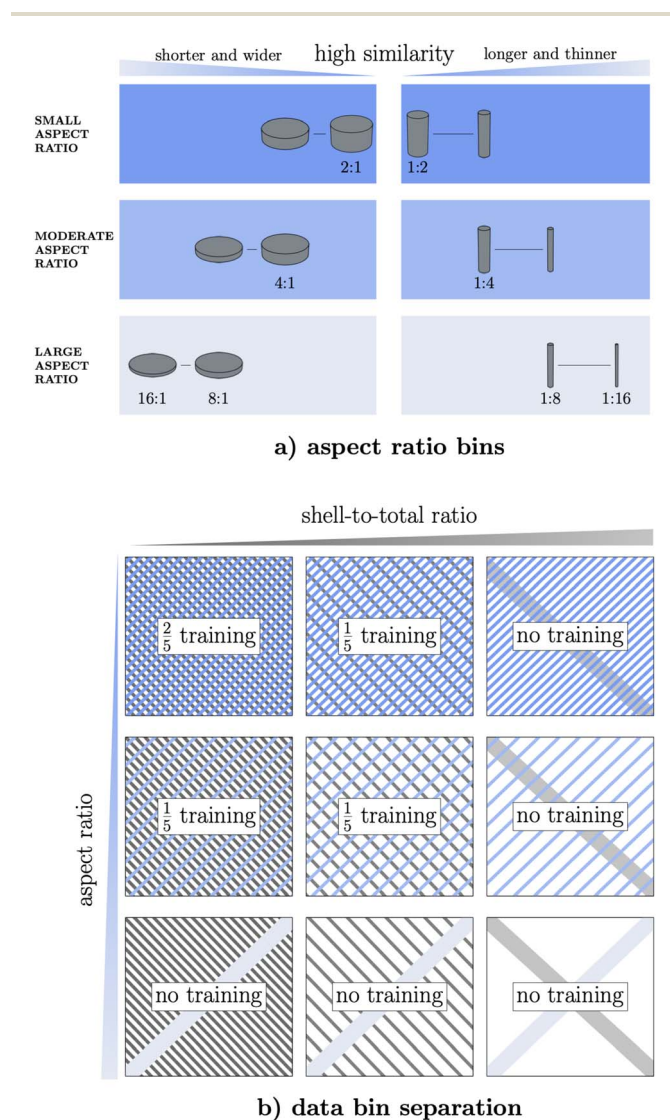 shorter and wider high similarity longer and thinner
SMALL
ASPECT
RATIO
2:1 1:2
MODERATE
ASPECT
RATIO
4:1 1:4
LARGE
ASPECT
RATIO
16:1 8:1 1:8 1:16
a) aspect ratio bins
shell-to-total ratio
aspect ratio
2/5 training 1/5 training no training
1/5 training 1/5 training no training
no training no training no training
b) data bin separation